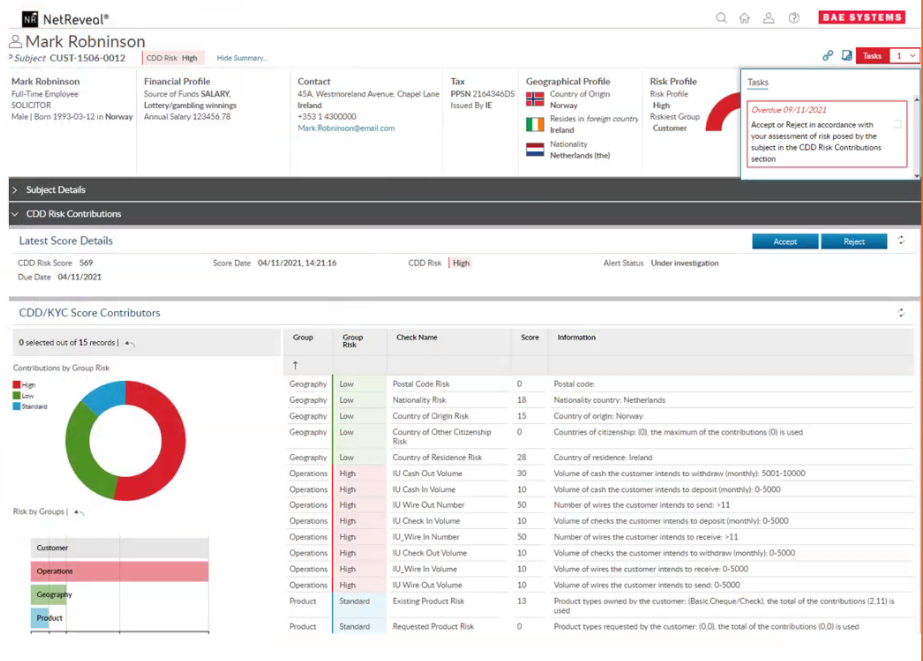 NR NetReveal® BAE SYSTEMS
Mark Robninson
Subject CUST-1506-0012 CDD Risk High Hide Summary... Tasks 1
Mark Robninson
Full-Time Employee
SOLICITOR
Male | Born 1993-03-12 in Norway
Financial Profile
Source of Funds SALARY,
Lottery/gambling winnings
Annual Salary 123456.78
Contact
45A, Westmoreland Avenue, Chapel Lane
Ireland
+353 1 4300000
Mark.Robninson@email.com
Tax
PPSN 2164346DS
Issued By IE
Geographical Profile
Country of Origin
Norway
Resides in foreign country
Ireland
Nationality
Netherlands (the)
Risk Profile
Risk Profile
High
Riskiest Group
Customer
Tasks
Overdue 09/11/2021
Accept or Reject in accordance with
your assessment of risk posed by the
subject in the CDD Risk Contributions
section
Subject Details
CDD Risk Contributions
Latest Score Details Accept Reject
CDD Risk Score 569 Score Date 04/11/2021, 14:21:16 CDD Risk High Alert Status Under investigation
Due Date 04/11/2021
CDD/KYC Score Contributors
0 selected out of 15 records |
Contributions by Group Risk
High
Low
Standard
Risk by Groups |
Customer
Operations
Geography
Product
Group Group Risk Check Name Score Information
Geography Low Postal Code Risk 0 Postal code:
Geography Low Nationality Risk 18 Nationality country: Netherlands
Geography Low Country of Origin Risk 15 Country of origin: Norway
Geography Low Country of Other Citizenship Risk 0 Countries of citizenship: (0), the maximum of the contributions (0) is used
Geography Low Country of Residence Risk 28 Country of residence: Ireland
Operations High IU Cash Out Volume 30 Volume of cash the customer intends to withdraw (monthly): 5001-10000
Operations High IU Cash In Volume 10 Volume of cash the customer intends to deposit (monthly): 0-5000
Operations High IU Wire Out Number 50 Number of wires the customer intends to send: >11
Operations High IU Check In Volume 10 Volume of checks the customer intends to deposit (monthly): 0-5000
Operations High IU_Wire In Number 50 Number of wires the customer intends to receive: >11
Operations High IU Check Out Volume 10 Volume of checks the customer intends to withdraw (monthly): 0-5000
Operations High IU_Wire In Volume 10 Volume of wires the customer intends to receive: 0-5000
Operations High IU Wire Out Volume 10 Volume of wires the customer intends to send: 0-5000
Product Standard Existing Product Risk 13 Product types owned by the customer: (Basic,Cheque/Check), the total of the contributions (2,11) is used
Product Standard Requested Product Risk 0 Product types requested by the customer: (0,0), the total of the contributions (0,0) is used